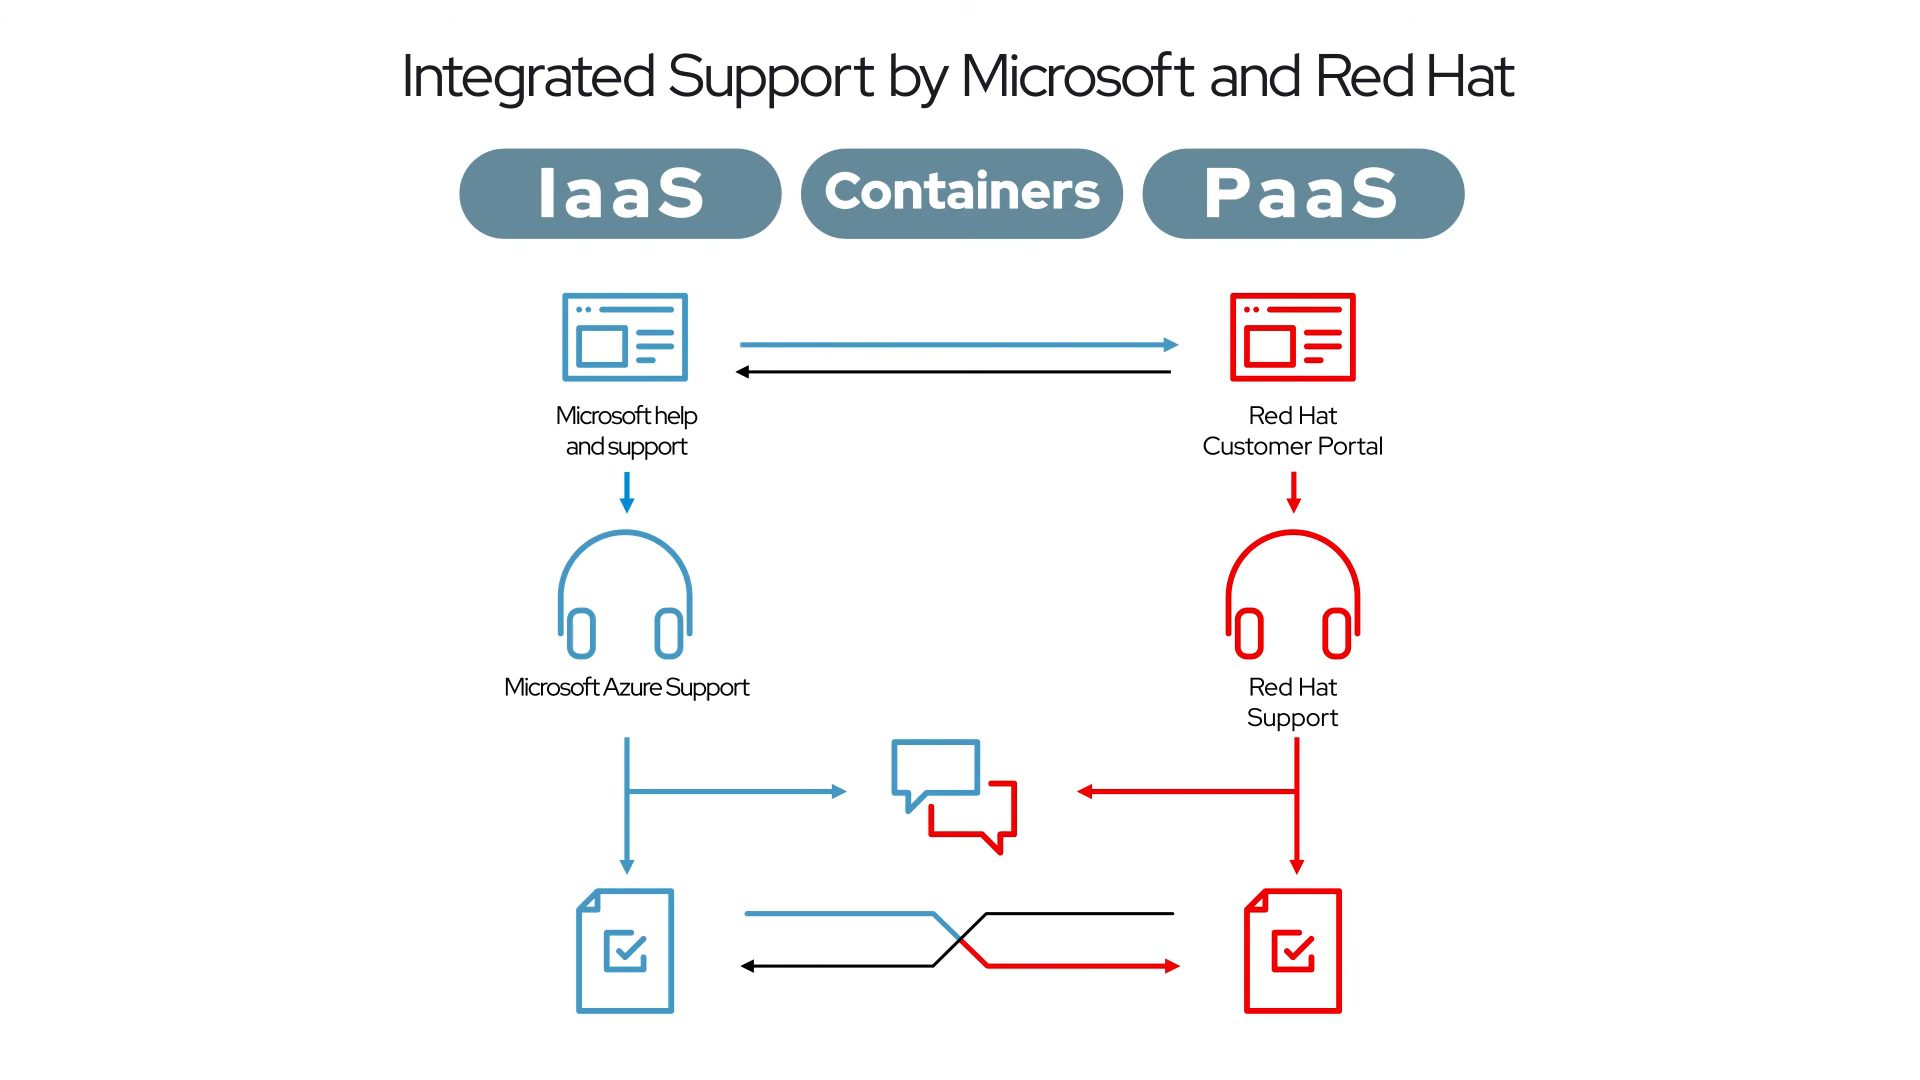 Integrated Support by Microsoft and Red Hat
IaaS
Containers
PaaS
Microsoft help
and support
Red Hat
Customer Portal
Microsoft Azure Support
Red Hat
Support